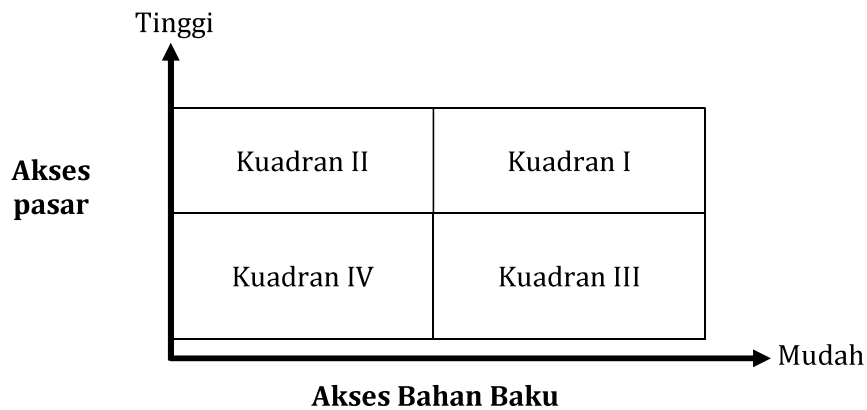 Tinggi
Kuadran II
Kuadran I
Akses
pasar
Kuadran IV
Kuadran III
Mudah
Akses Bahan Baku